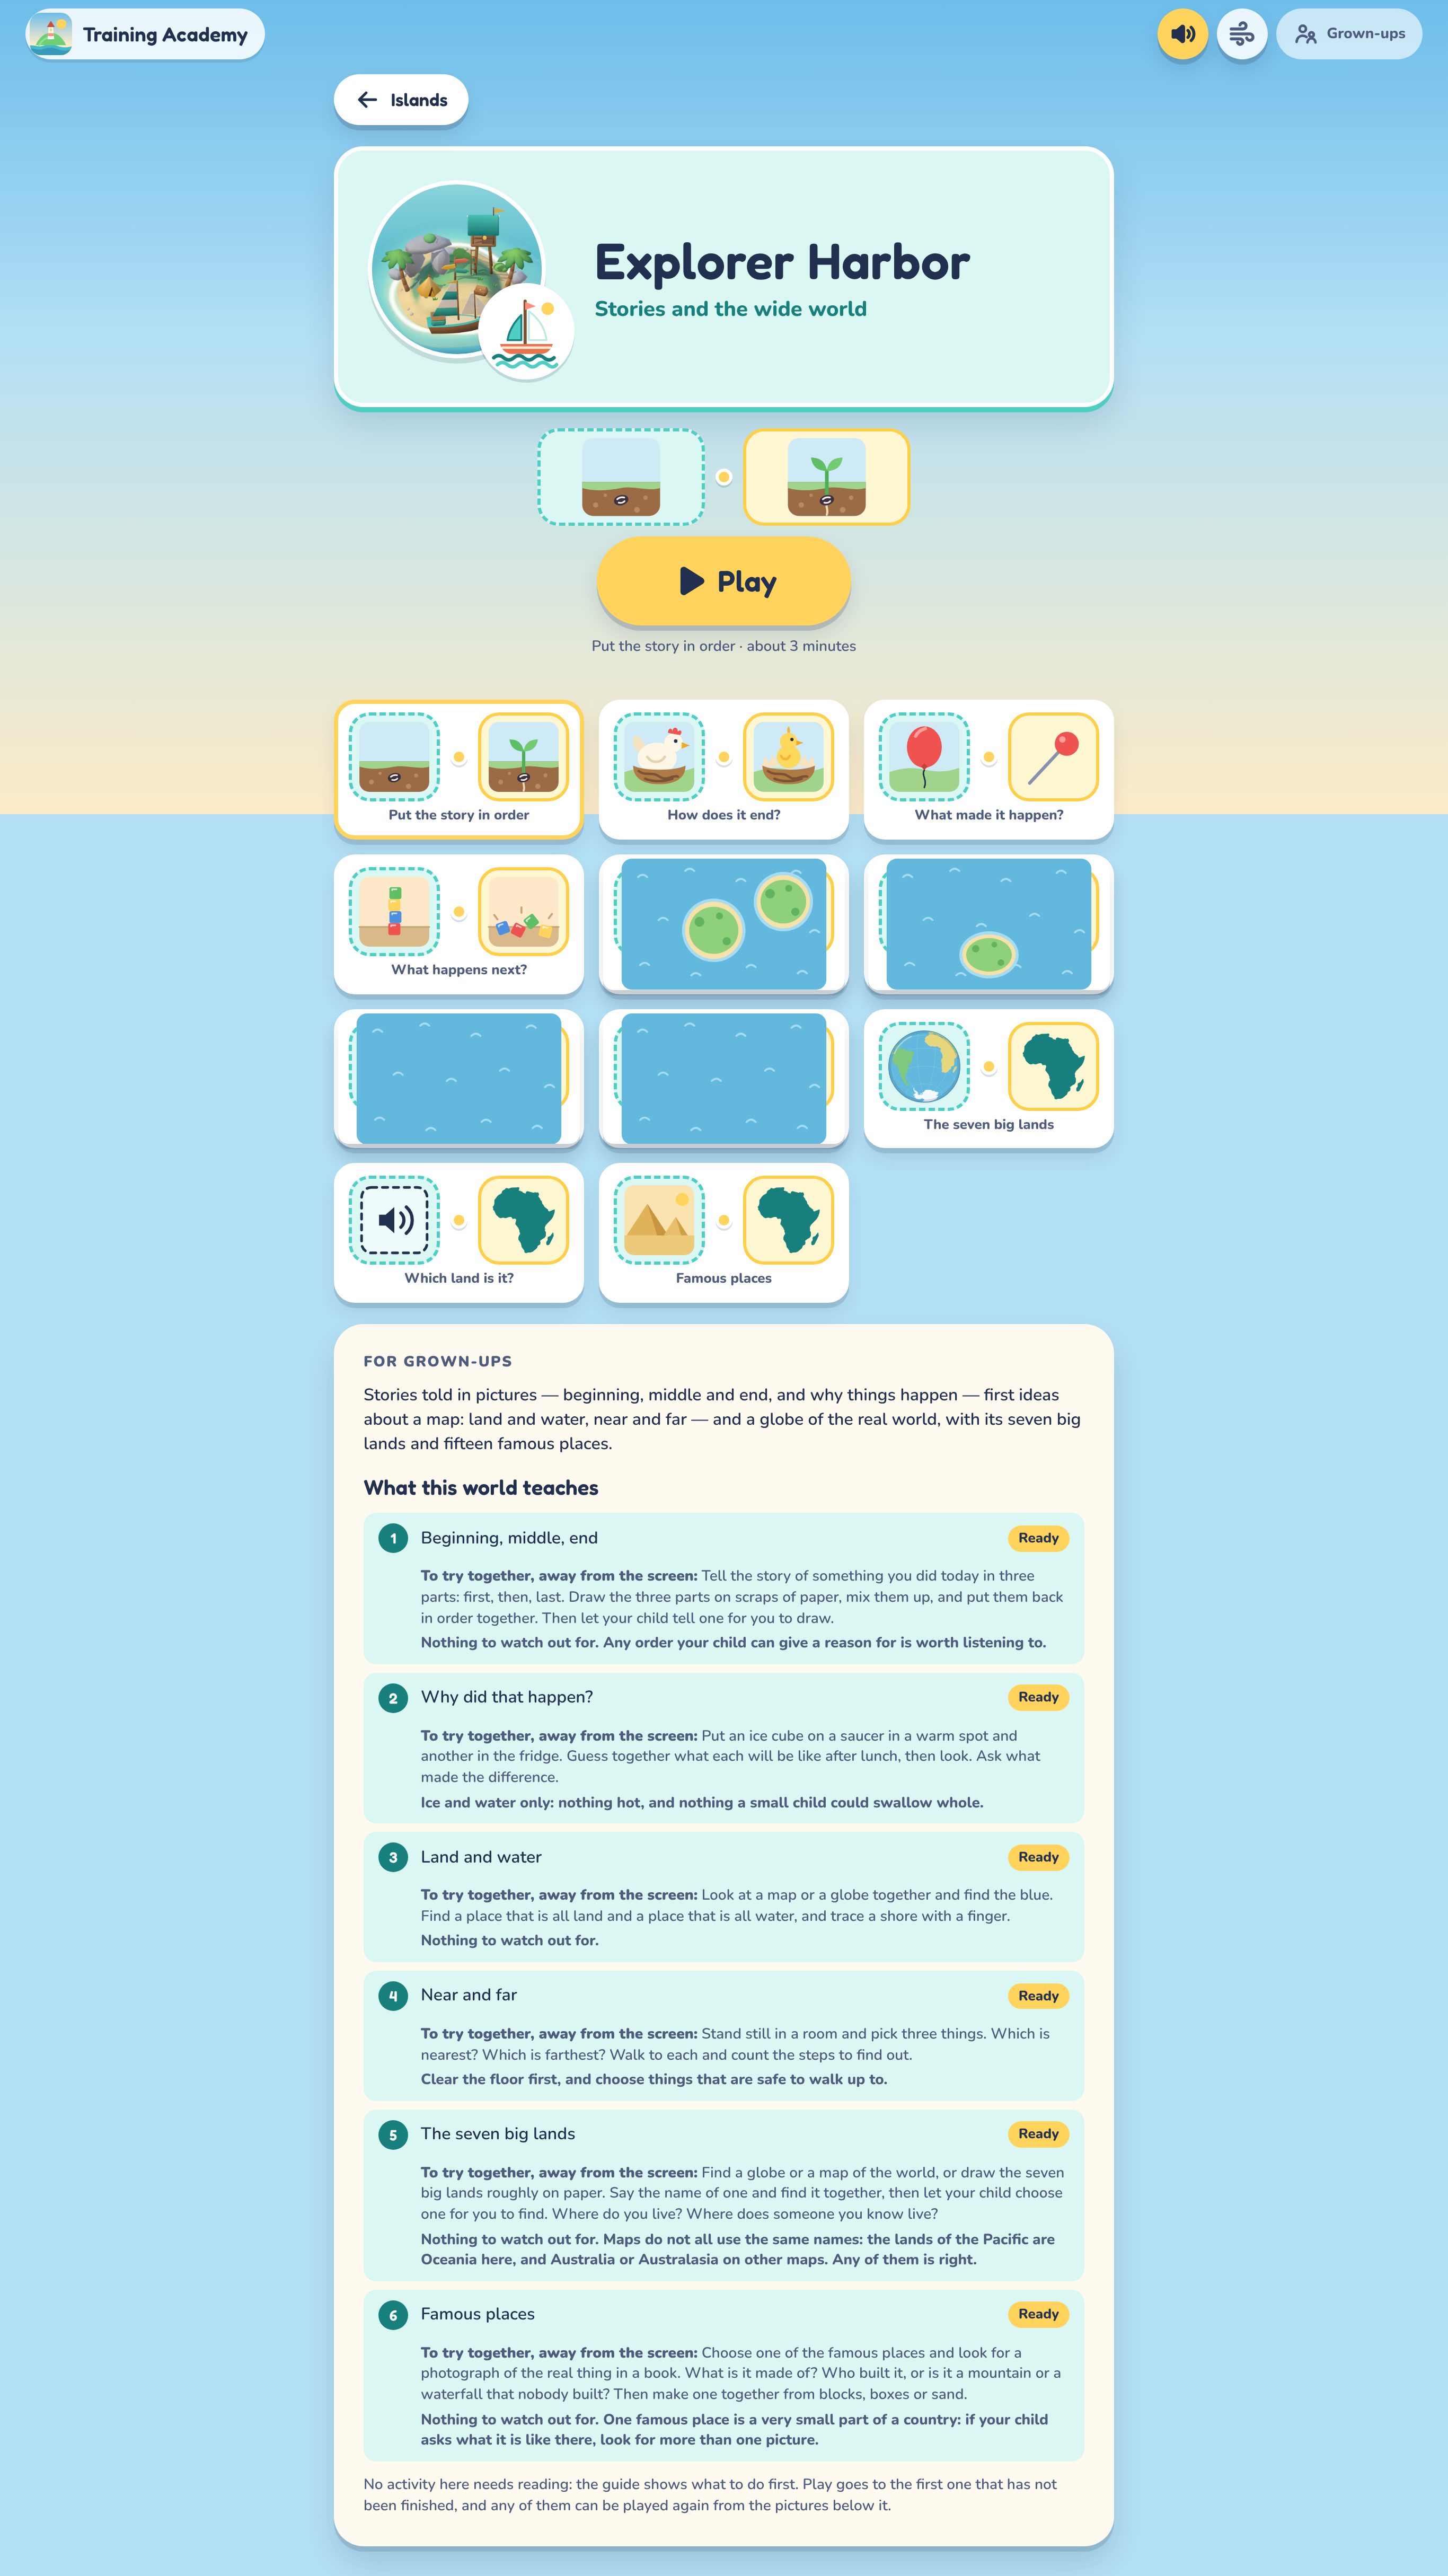 Training Academy
Grown-ups
Islands
Explorer Harbor
Stories and the wide world
Play
Put the story in order · about 3 minutes
Put the story in order
How does it end?
What made it happen?
What happens next?
The seven big lands
Which land is it?
Famous places
FOR GROWN-UPS
Stories told in pictures — beginning, middle and end, and why things happen — first ideas
about a map: land and water, near and far — and a globe of the real world, with its seven big
lands and fifteen famous places.
What this world teaches
1 Beginning, middle, end Ready
To try together, away from the screen: Tell the story of something you did today in three
parts: first, then, last. Draw the three parts on scraps of paper, mix them up, and put them back
in order together. Then let your child tell one for you to draw.
Nothing to watch out for. Any order your child can give a reason for is worth listening to.
2 Why did that happen? Ready
To try together, away from the screen: Put an ice cube on a saucer in a warm spot and
another in the fridge. Guess together what each will be like after lunch, then look. Ask what
made the difference.
Ice and water only: nothing hot, and nothing a small child could swallow whole.
3 Land and water Ready
To try together, away from the screen: Look at a map or a globe together and find the blue.
Find a place that is all land and a place that is all water, and trace a shore with a finger.
Nothing to watch out for.
4 Near and far Ready
To try together, away from the screen: Stand still in a room and pick three things. Which is
nearest? Which is farthest? Walk to each and count the steps to find out.
Clear the floor first, and choose things that are safe to walk up to.
5 The seven big lands Ready
To try together, away from the screen: Find a globe or a map of the world, or draw the seven
big lands roughly on paper. Say the name of one and find it together, then let your child choose
one for you to find. Where do you live? Where does someone you know live?
Nothing to watch out for. Maps do not all use the same names: the lands of the Pacific are
Oceania here, and Australia or Australasia on other maps. Any of them is right.
6 Famous places Ready
To try together, away from the screen: Choose one of the famous places and look for a
photograph of the real thing in a book. What is it made of? Who built it, or is it a mountain or a
waterfall that nobody built? Then make one together from blocks, boxes or sand.
Nothing to watch out for. One famous place is a very small part of a country: if your child
asks what it is like there, look for more than one picture.
No activity here needs reading: the guide shows what to do first. Play goes to the first one that has not
been finished, and any of them can be played again from the pictures below it.